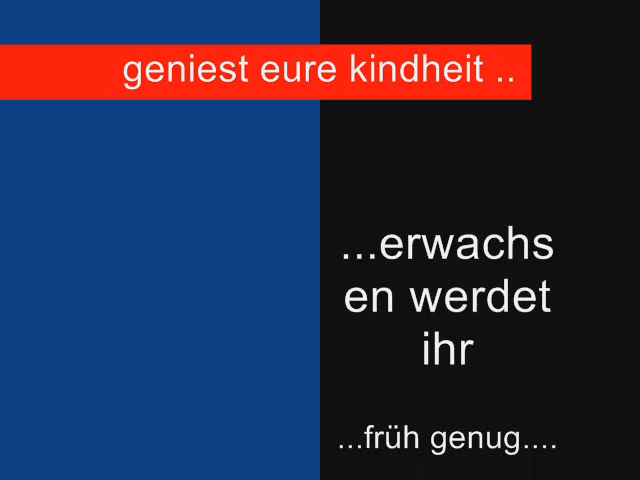 geniest eure kindheit ..
...erwachs
en werdet
ihr
...früh genug....